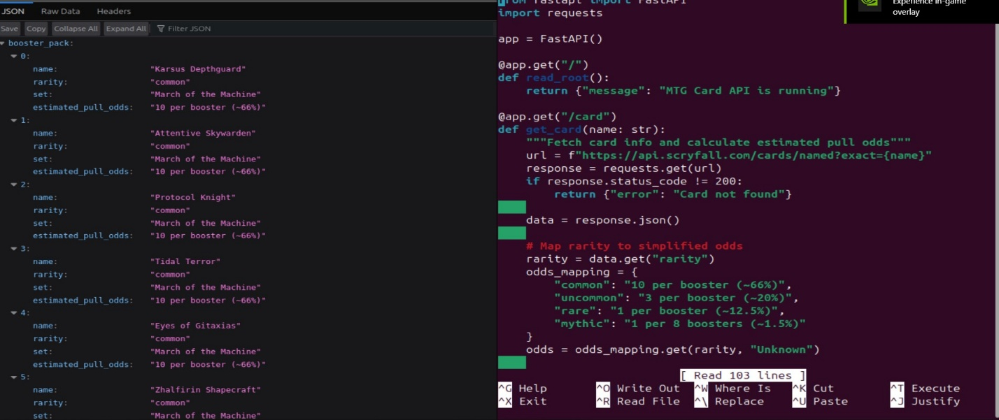 JSON Raw Data Headers
Save Copy Collapse All Expand All Filter JSON
booster_pack:
0:
name: "Karsus Depthguard"
rarity: "common"
set: "March of the Machine"
estimated_pull_odds: "10 per booster (~66%)"
1:
name: "Attentive Skywarden"
rarity: "common"
set: "March of the Machine"
estimated_pull_odds: "10 per booster (~66%)"
2:
name: "Protocol Knight"
rarity: "common"
set: "March of the Machine"
estimated_pull_odds: "10 per booster (~66%)"
3:
name: "Tidal Terror"
rarity: "common"
set: "March of the Machine"
estimated_pull_odds: "10 per booster (~66%)"
4:
name: "Eyes of Gitaxias"
rarity: "common"
set: "March of the Machine"
estimated_pull_odds: "10 per booster (~66%)"
5:
name: "Zhalfirin Shapecraft"
rarity: "common"
set: "March of the Machine"
from fastapi import FastAPI
import requests
app = FastAPI()
@app.get("/")
def read_root():
return {"message": "MTG Card API is running"}
@app.get("/card")
def get_card(name: str):
"""Fetch card info and calculate estimated pull odds"""
url = f"https://api.scryfall.com/cards/named?exact={name}"
response = requests.get(url)
if response.status_code != 200:
return {"error": "Card not found"}
data = response.json()
# Map rarity to simplified odds
rarity = data.get("rarity")
odds_mapping = {
"common": "10 per booster (~66%)",
"uncommon": "3 per booster (~20%)",
"rare": "1 per booster (~12.5%)",
"mythic": "1 per 8 boosters (~1.5%)"
}
odds = odds_mapping.get(rarity, "Unknown")
[ Read 103 lines ]
^G Help ^O Write Out ^W Where Is ^K Cut ^T Execute
^X Exit ^R Read File ^\ Replace ^U Paste ^J Justify
Experience in-game
overlay